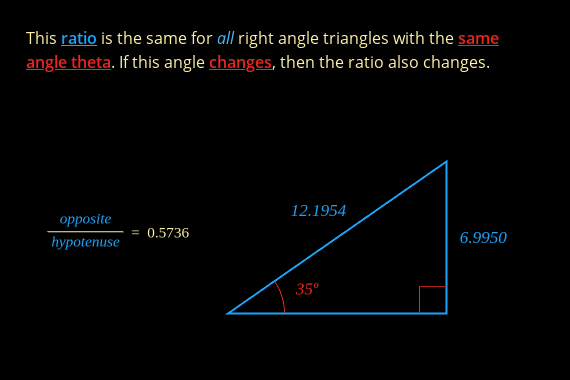 This ratio is the same for all right angle triangles with the same
angle theta. If this angle changes, then the ratio also changes.
12.1954
opposite
hypotenuse = 0.5736
6.9950
35º